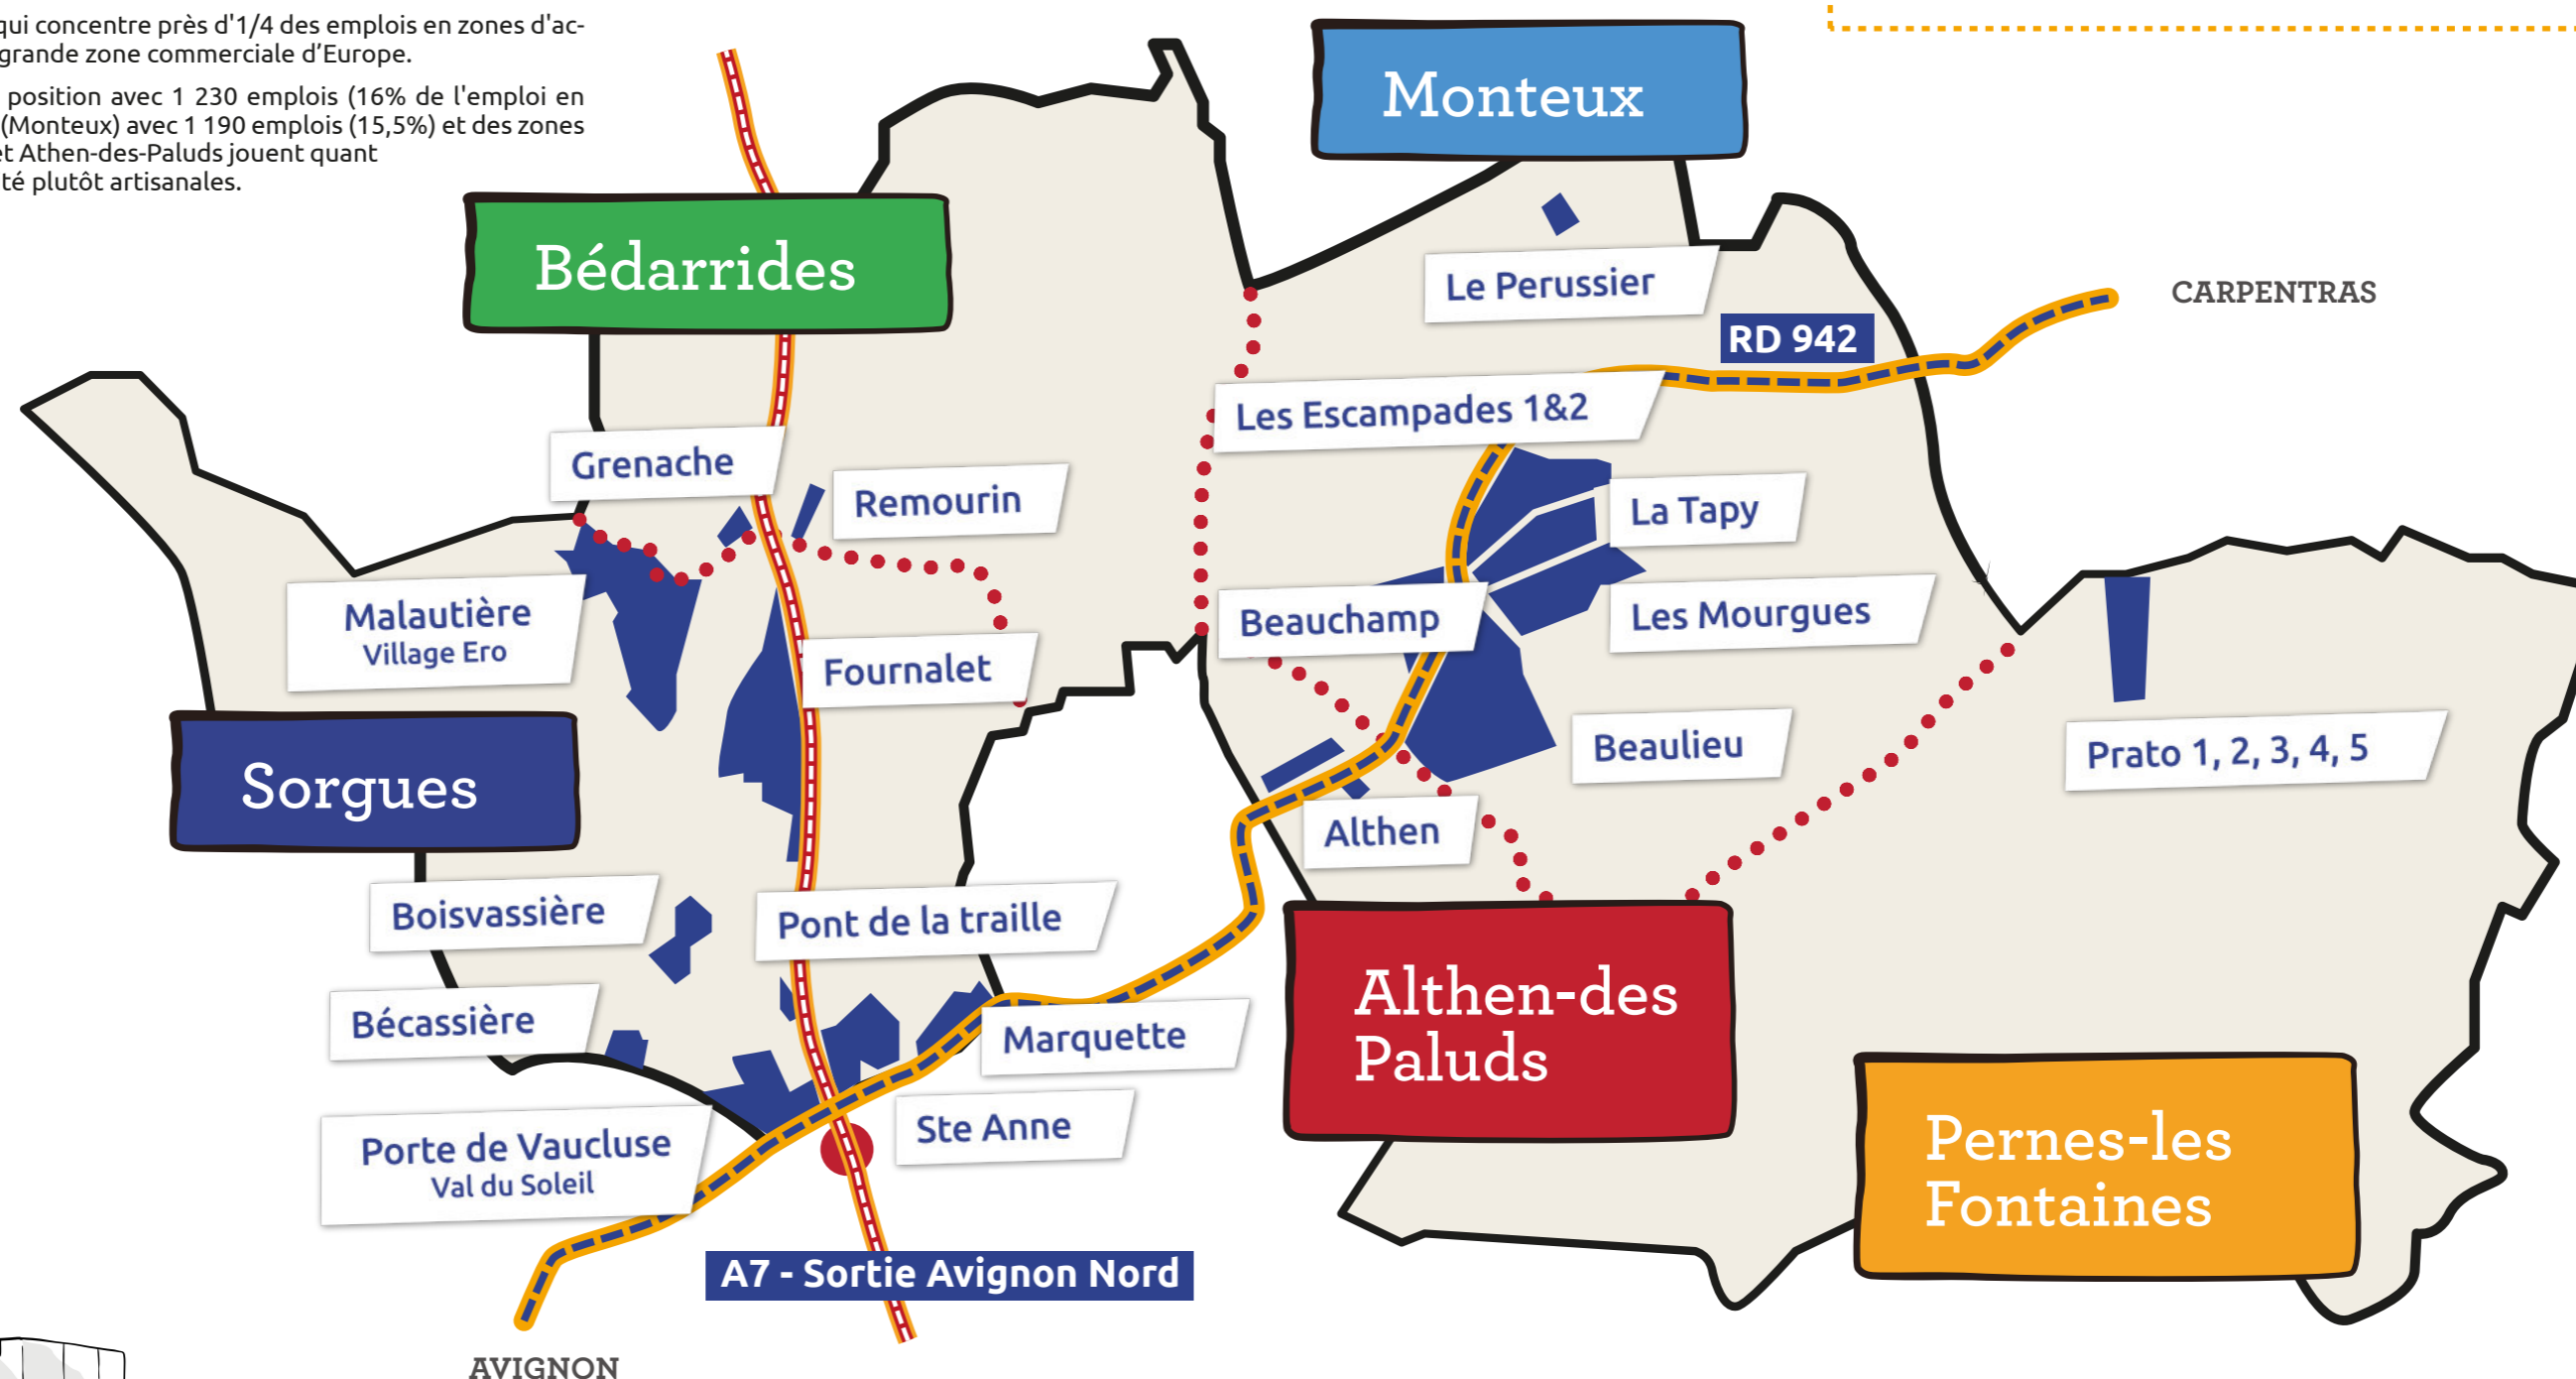 qui concentre près d'1/4 des emplois en zones d'ac-
grande zone commerciale d’Europe.
position avec 1 230 emplois (16% de l'emploi en
(Monteux) avec 1 190 emplois (15,5%) et des zones
et Athen-des-Paluds jouent quant
té plutôt artisanales.
Monteux
Bédarrides
Le Perussier
CARPENTRAS
RD 942
Les Escampades 1&2
Grenache
Remourin
La Tapy
Malautière
Village Ero
Beauchamp
Les Mourgues
Fournalet
Sorgues
Beaulieu
Prato 1, 2, 3, 4, 5
Althen
Boisvassière
Pont de la traille
Althen-des
Paluds
Bécassière
Marquette
Ste Anne
Porte de Vaucluse
Val du Soleil
Pernes-les
Fontaines
A7 - Sortie Avignon Nord
AVIGNON